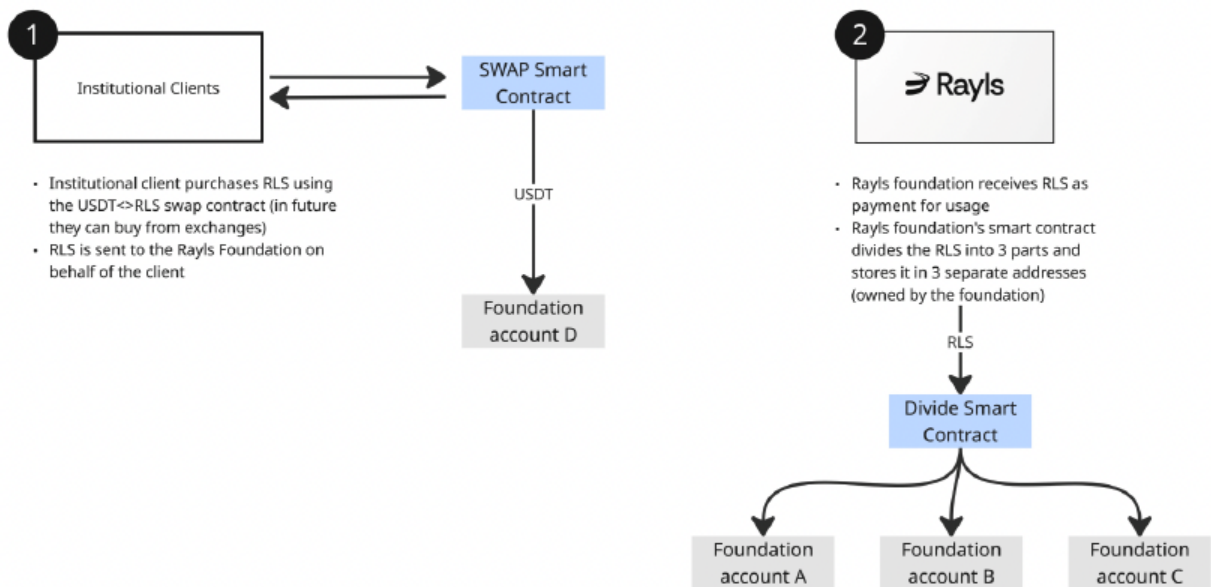 1
Institutional Clients
SWAP Smart
Contract
• Institutional client purchases RLS using
the USDT<>RLS swap contract (in future
they can buy from exchanges)
• RLS is sent to the Rayls Foundation on
behalf of the client
USDT
Foundation
account D
2
Rayls
• Rayls foundation receives RLS as
payment for usage
• Rayls foundation's smart contract
divides the RLS into 3 parts and
stores it in 3 separate addresses
(owned by the foundation)
RLS
Divide Smart
Contract
Foundation
account A
Foundation
account B
Foundation
account C